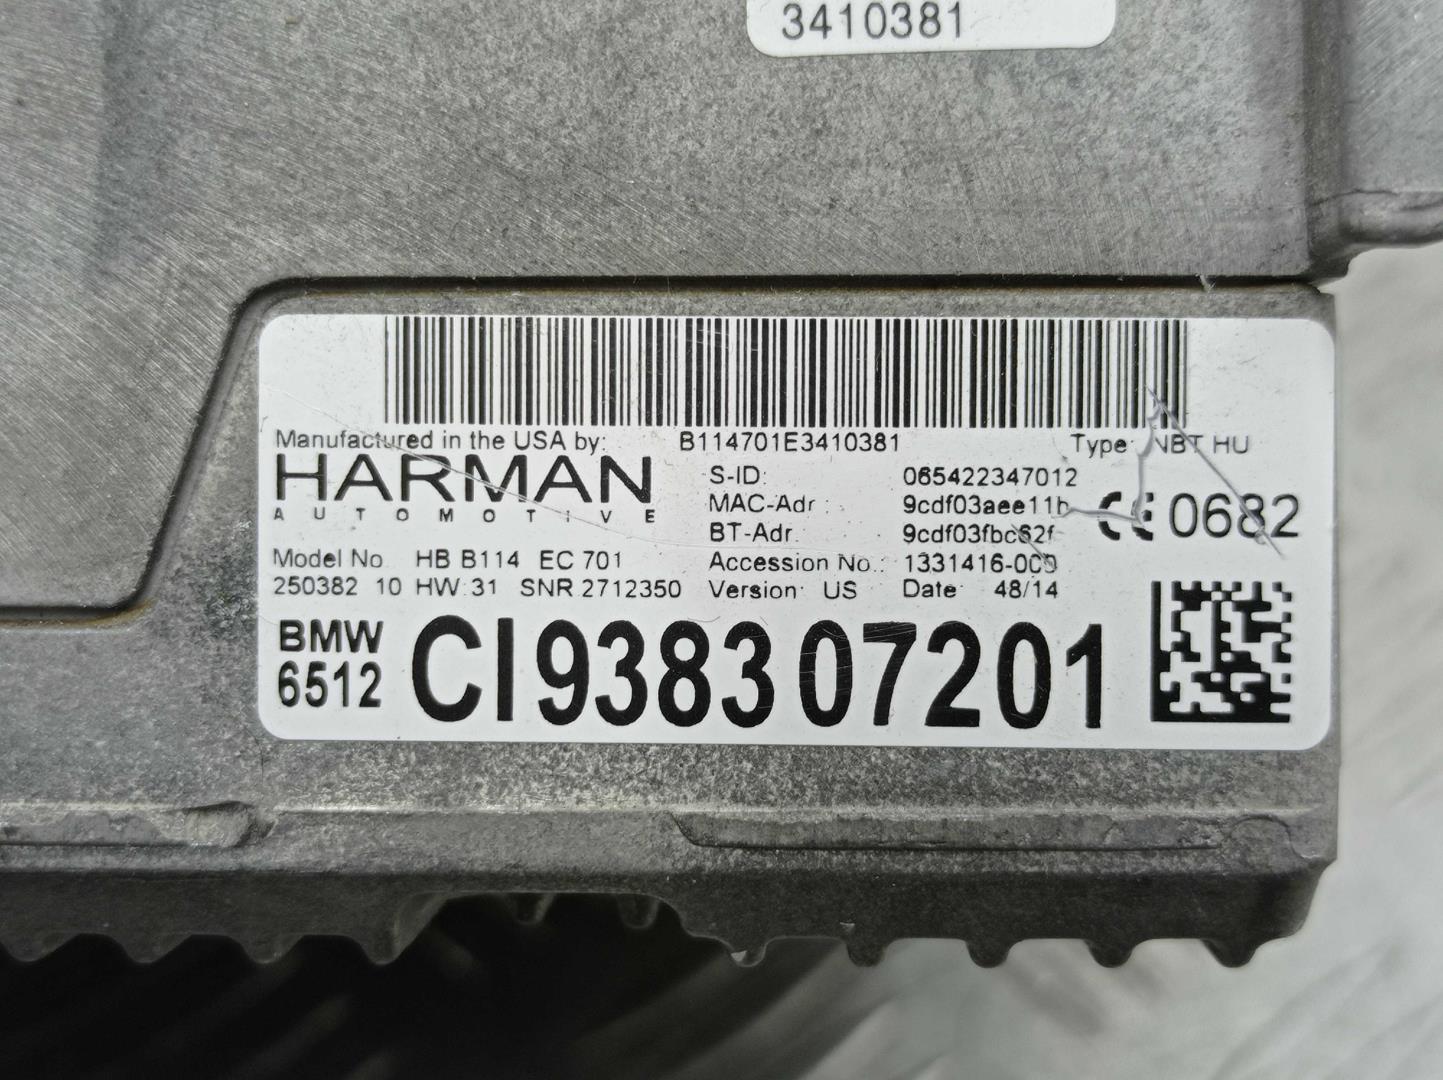 3410381
Manufactured in the USA by: B114701E3410381 Type: NBT HU
HARMAN
AUTOMOTIVE
S-ID: 065422347012
MAC-Adr : 9cdf03aee11b
BT-Adr. 9cdf03fbc62f
CE 0682
Model No. HB B114 EC 701 Accession No.: 1331416-000
250382 10 HW:31 SNR 2712350 Version: US Date: 48/14
BMW
6512
CI9383 07201